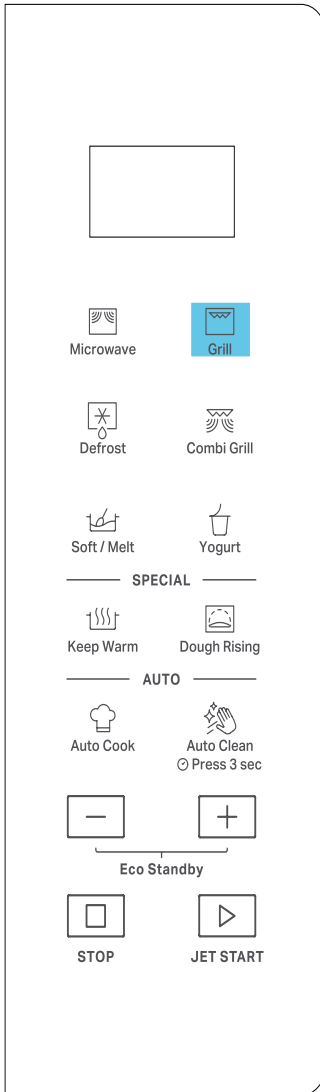 Microwave
Grill
Defrost
Combi Grill
Soft / Melt
Yogurt
SPECIAL
Keep Warm
Dough Rising
AUTO
Auto Cook
Auto Clean
Press 3 sec
Eco Standby
STOP
JET START